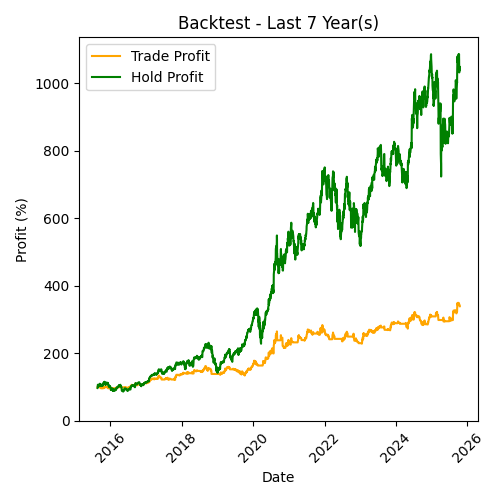 Backtest - Last 7 Year(s)
Trade Profit
Hold Profit
Profit (%)
1000
800
600
400
200
0
2016
2018
2020
2022
2024
2026
Date